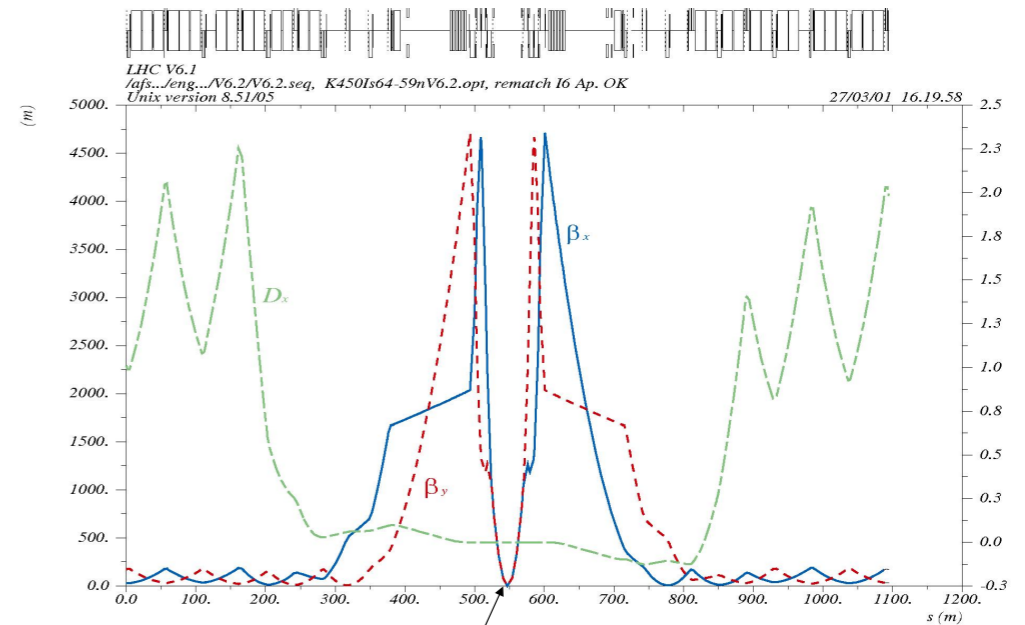 LHC V6.1
/afs.../eng.../V6.2/V6.2.seq, K450Is64-59nV6.2.opt, rematch I6 Ap. OK
Unix version 8.51/05 27/03/01 16.19.58
(m)
5000.
4500.
4000.
3500.
3000.
2500.
2000.
1500.
1000.
500.
0.0
2.5
2.3
2.0
1.8
1.5
1.3
1.0
0.8
0.5
0.3
0.0
-0.3
βx
Dx
βy
0.0 100. 200. 300. 400. 500. 600. 700. 800. 900. 1000. 1100. 1200.
s (m)